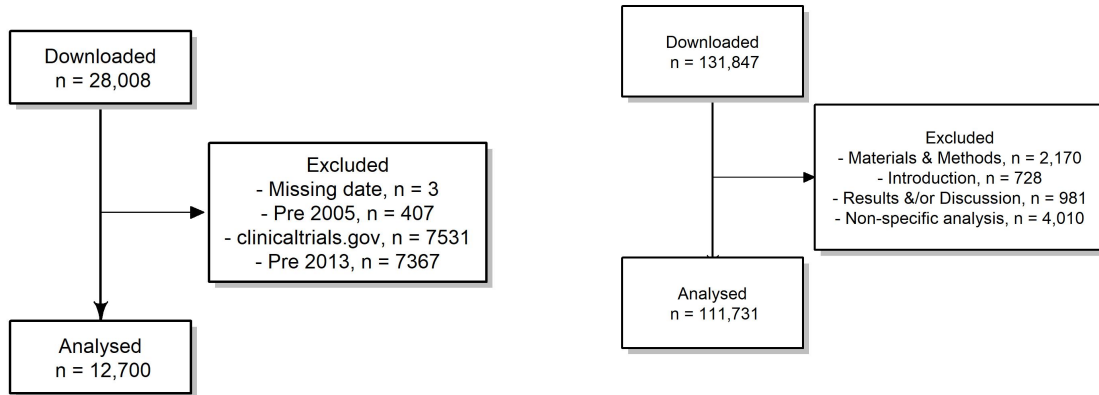 Downloaded
n = 28,008
Excluded
- Missing date, n = 3
- Pre 2005, n = 407
- clinicaltrials.gov, n = 7531
- Pre 2013, n = 7367
Analysed
n = 12,700
Downloaded
n = 131,847
Excluded
- Materials & Methods, n = 2,170
- Introduction, n = 728
- Results &/or Discussion, n = 981
- Non-specific analysis, n = 4,010
Analysed
n = 111,731